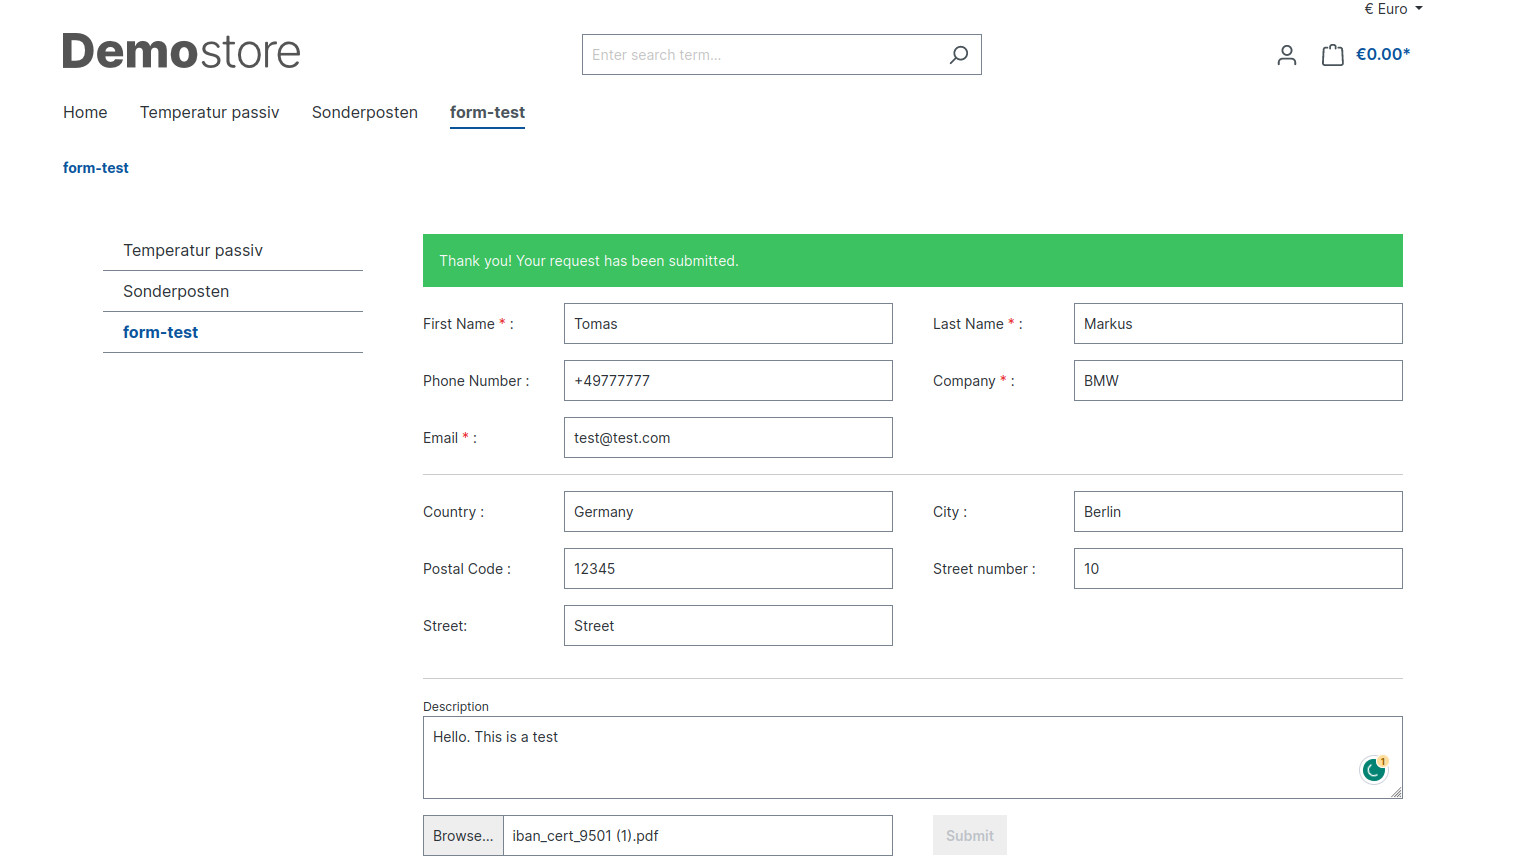 € Euro
Demostore
Enter search term...
€0.00*
Home Temperatur passiv Sonderposten form-test
form-test
Temperatur passiv
Sonderposten
form-test
Thank you! Your request has been submitted.
First Name * : Tomas Last Name * : Markus
Phone Number : +49777777 Company * : BMW
Email * : test@test.com
Country : Germany City : Berlin
Postal Code : 12345 Street number : 10
Street: Street
Description
Hello. This is a test
1
Browse... iban_cert_9501 (1).pdf Submit